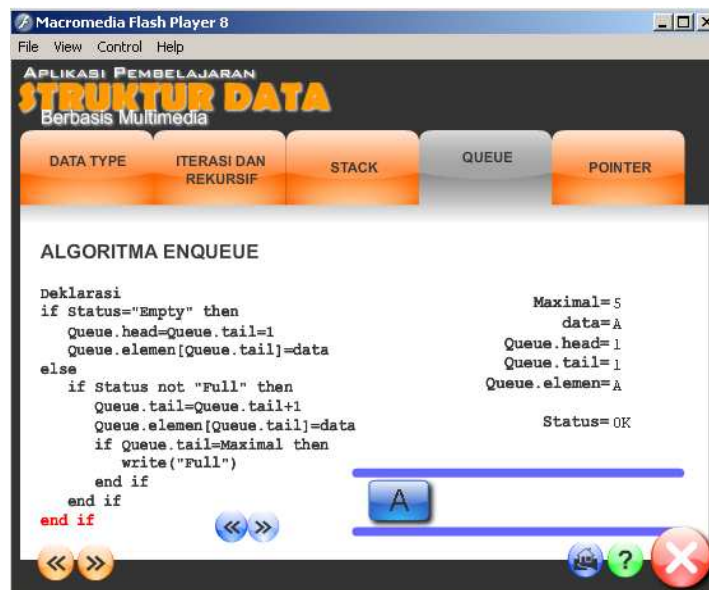 Macromedia Flash Player 8
File View Control Help
APLIKASI PEMBELAJARAN
STRUKTUR DATA
Berbasis Multimedia
DATA TYPE
ITERASI DAN
REKURSIF
STACK
QUEUE
POINTER
ALGORITMA ENQUEUE
Deklarasi
if Status="Empty" then
Queue.head=Queue.tail=1
Queue.elemen[Queue.tail]=data
else
if Status not "Full" then
Queue.tail=Queue.tail+1
Queue.elemen[Queue.tail]=data
if Queue.tail=Maximal then
write("Full")
end if
end if
end if
Maximal=5
data=A
Queue.head=1
Queue.tail=1
Queue.elemen=A
Status=OK
A
?